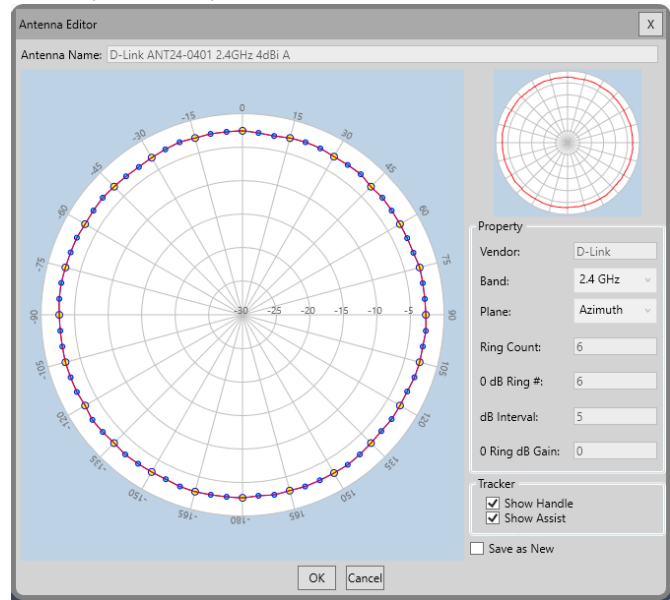 Antenna Editor
X
Antenna Name: D-Link ANT24-0401 2.4GHz 4dBi A
0
-15
15
-30
30
-45
45
-60
60
-75
75
-90
-30 -25 -20 -15 -10 -5
90
-105
105
-120
120
-135
135
-150
150
-165
-180
165
Property
Vendor: D-Link
Band: 2.4 GHz
Plane: Azimuth
Ring Count: 6
0 dB Ring #: 6
dB Interval: 5
0 Ring dB Gain: 0
Tracker
Show Handle
Show Assist
Save as New
OK Cancel